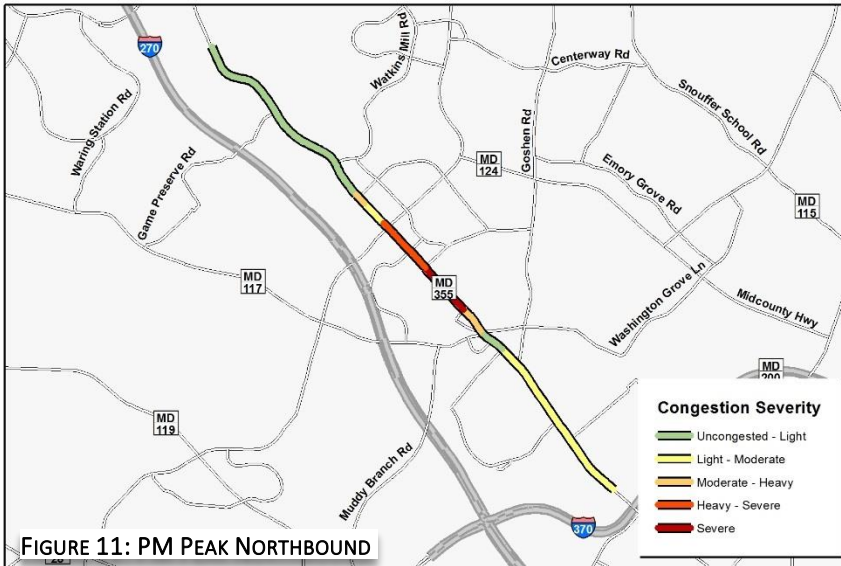 270
Waring Station Rd
Watkins Mill Rd
Centerway Rd
Snouffer School Rd
Goshen Rd
Game Preserve Rd
MD
124
Emory Grove Rd
MD
115
MD
117
MD
355
Washington Grove Ln
Midcounty Hwy
MD
119
Muddy Branch Rd
370
MD
Congestion Severity
Uncongested - Light
Light - Moderate
Moderate - Heavy
Heavy - Severe
Severe
FIGURE 11: PM PEAK NORTHBOUND